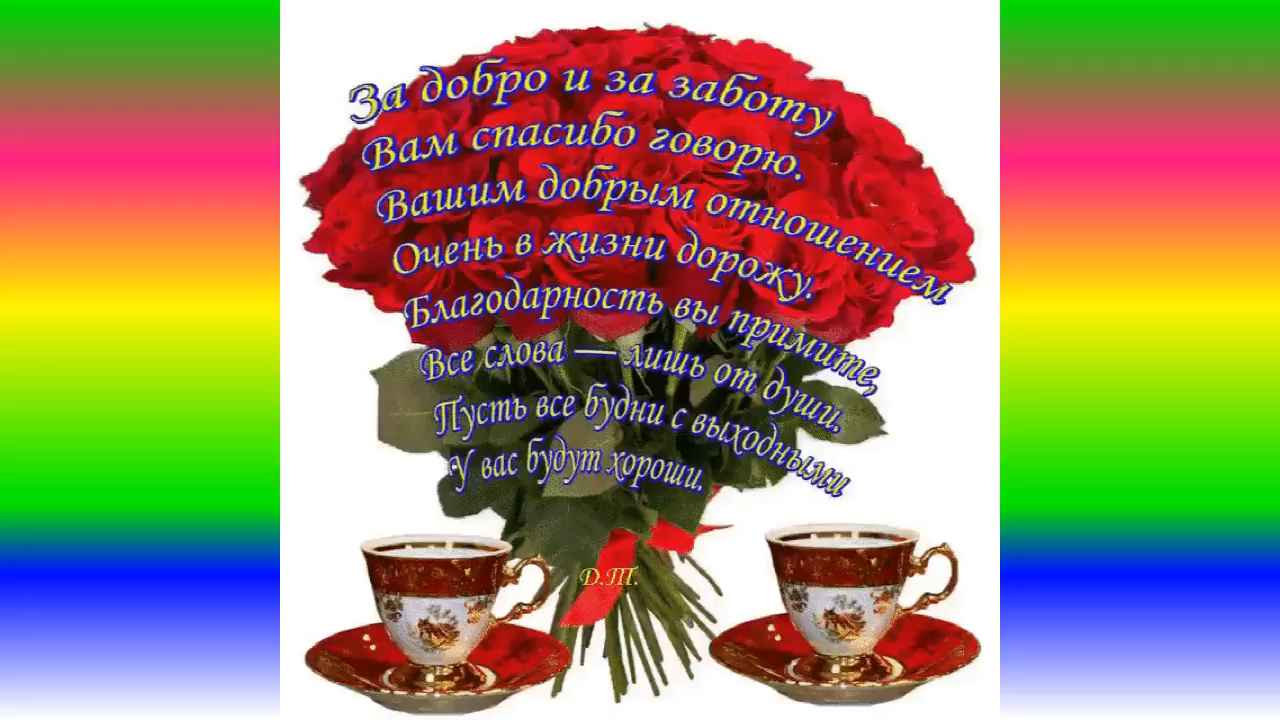 За добро и за заботу
Вам спасибо говорю.
Вашим добрым отношением
Очень в жизни дорожу.
Благодарность вы примите,
Все слова — лишь от души.
Пусть все будни с выходными
У вас будут хороши.
Д.Т.